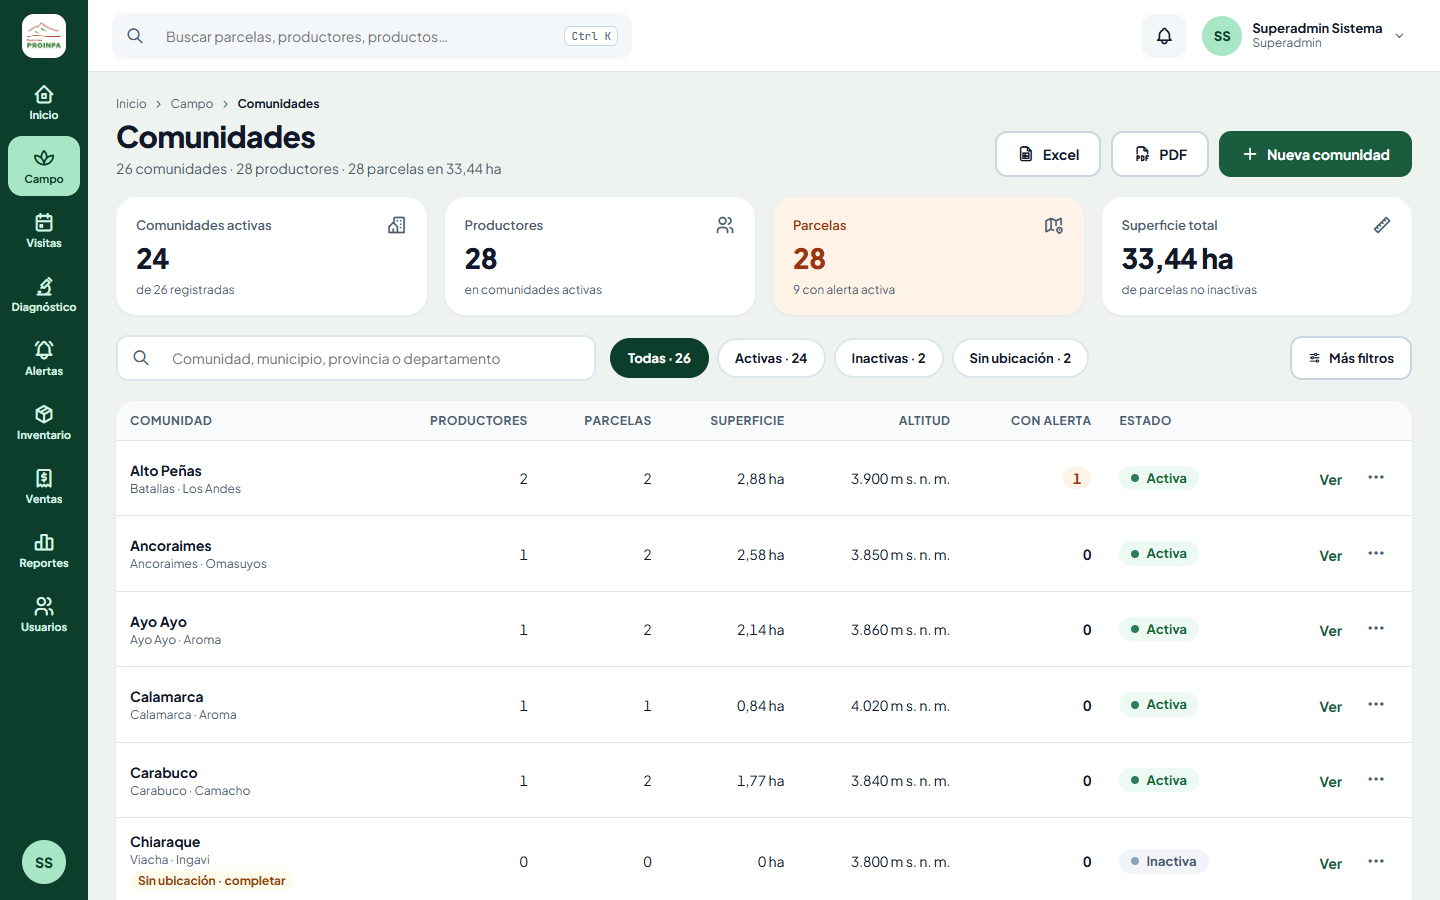 PROINPA
Buscar parcelas, productores, productos...
Ctrl K
SS
Superadmin Sistema
Superadmin
Inicio
Campo
Visitas
Diagnóstico
Alertas
Inventario
Ventas
Reportes
Usuarios
SS
Inicio > Campo > Comunidades
Comunidades
26 comunidades · 28 productores · 28 parcelas en 33,44 ha
Excel
PDF
+ Nueva comunidad
Comunidades activas
24
de 26 registradas
Productores
28
en comunidades activas
Parcelas
28
9 con alerta activa
Superficie total
33,44 ha
de parcelas no inactivas
Comunidad, municipio, provincia o departamento
Todas · 26
Activas · 24
Inactivas · 2
Sin ubicación · 2
Más filtros
COMUNIDAD PRODUCTORES PARCELAS SUPERFICIE ALTITUD CON ALERTA ESTADO
Alto Peñas
Batallas · Los Andes
2 2 2,88 ha 3.900 m s. n. m. 1 Activa Ver ···
Ancoraimes
Ancoraimes · Omasuyos
1 2 2,58 ha 3.850 m s. n. m. 0 Activa Ver ···
Ayo Ayo
Ayo Ayo · Aroma
1 2 2,14 ha 3.860 m s. n. m. 0 Activa Ver ···
Calamarca
Calamarca · Aroma
1 1 0,84 ha 4.020 m s. n. m. 0 Activa Ver ···
Carabuco
Carabuco · Camacho
1 2 1,77 ha 3.840 m s. n. m. 0 Activa Ver ···
Chiaraque
Viacha · Ingavi
Sin ubicación · completar
0 0 0 ha 3.800 m s. n. m. 0 Inactiva Ver ···